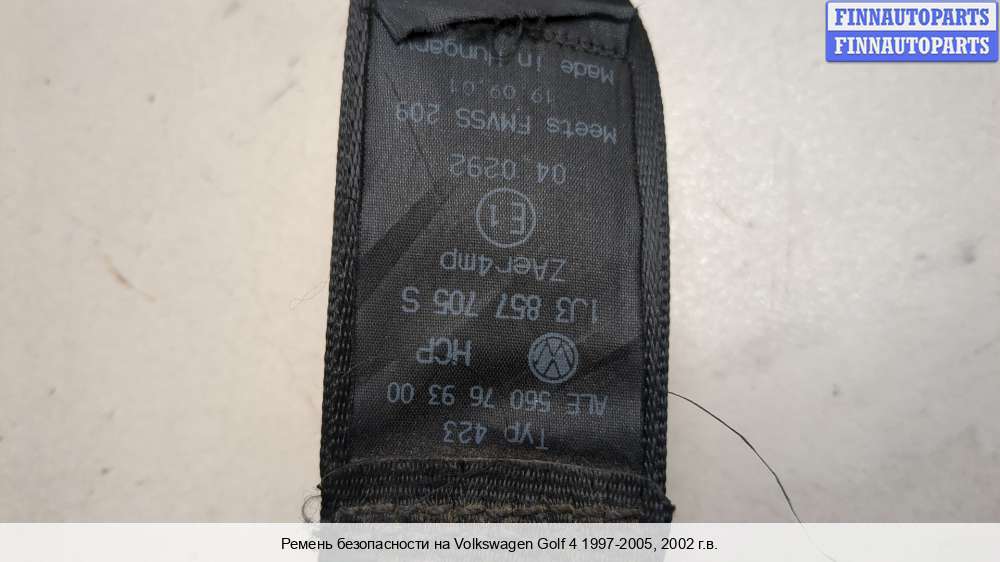 FINNAUTOPARTS
FINNAUTOPARTS
Typ 423
ALE 560 76 93 00
HCP
1J3 857 705 S
ZAer4mp
E1
04 0292
Meets FMVSS 209
19.09.01
Made in Hungary
Ремень безопасности на Volkswagen Golf 4 1997-2005, 2002 г.в.